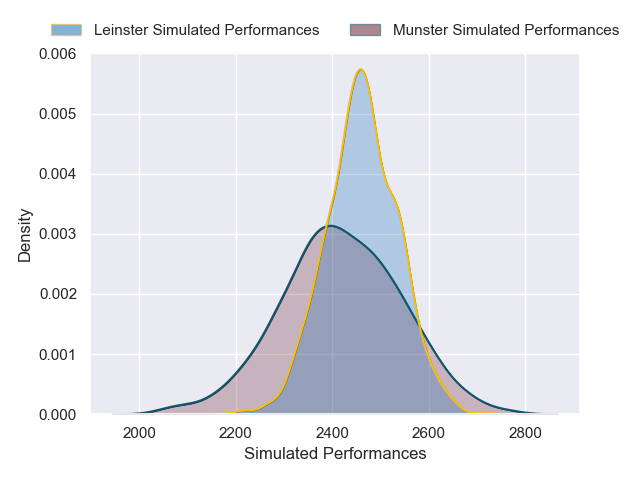 Leinster Simulated Performances Munster Simulated Performances
0.006
0.005
0.004
0.003
0.002
0.001
0.000
Density
2000 2200 2400 2600 2800
Simulated Performances